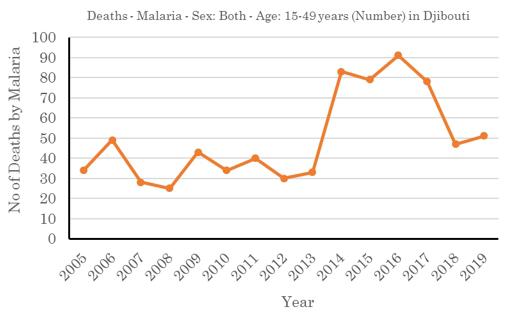 Deaths - Malaria - Sex: Both - Age: 15-49 years (Number) in Djibouti
No of Deaths by Malaria
100
90
80
70
60
50
40
30
20
10
0
2005 2006 2007 2008 2009 2010 2011 2012 2013 2014 2015 2016 2017 2018 2019
Year